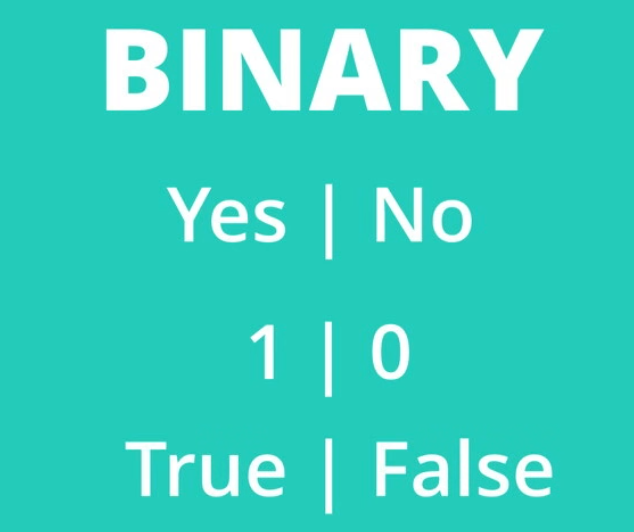 BINARY
Yes | No
1 | 0
True | False